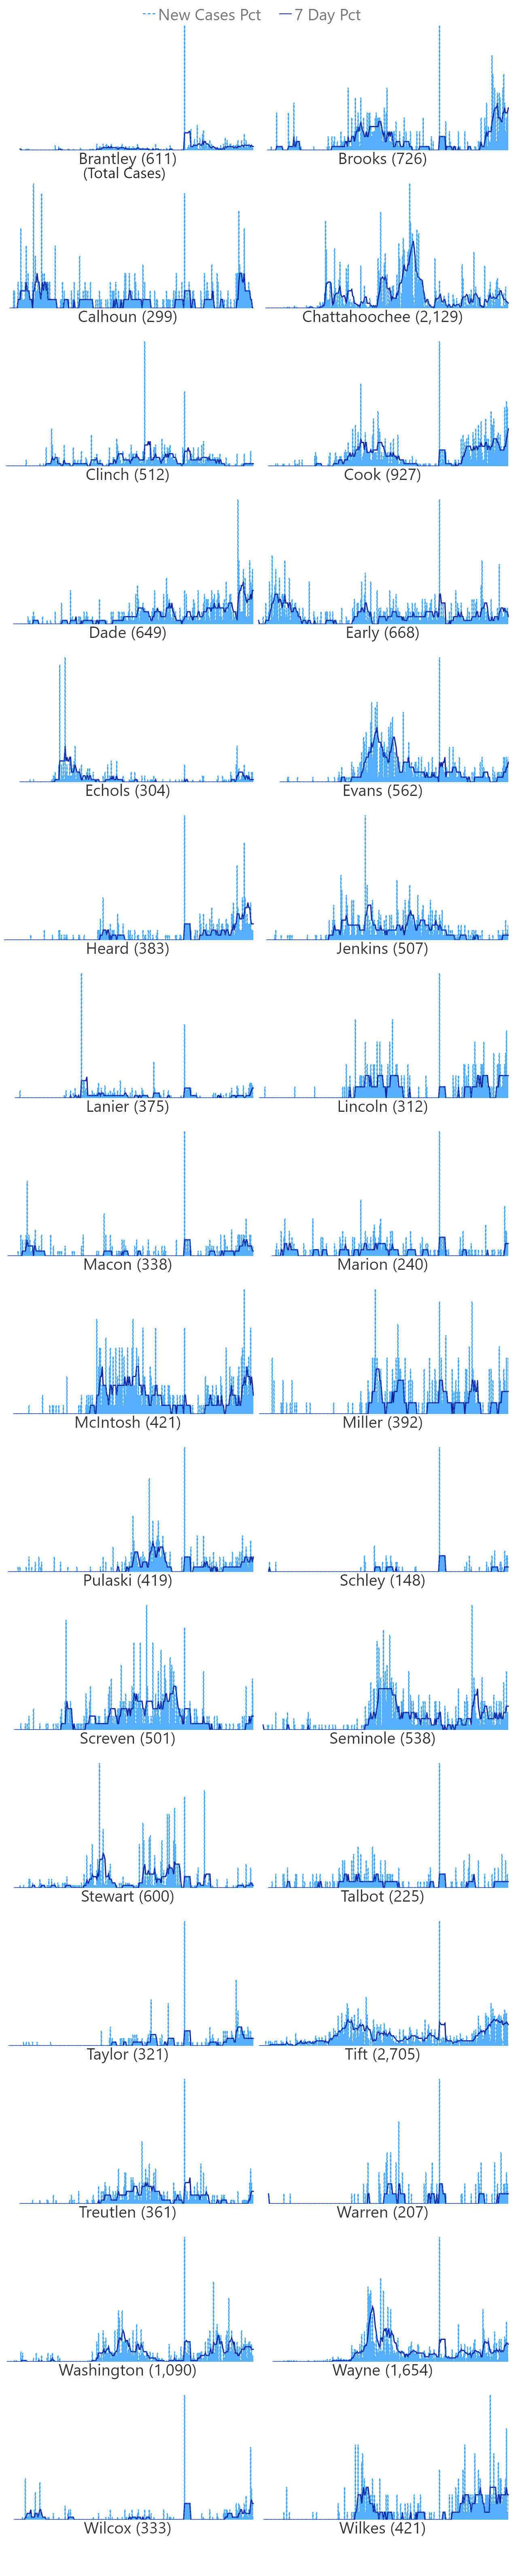 New Cases Pct 7 Day Pct
Brantley (611) Brooks (726)
(Total Cases)
Calhoun (299) Chattahoochee (2,129)
Clinch (512) Cook (927)
Dade (649) Early (668)
Echols (304) Evans (562)
Heard (383) Jenkins (507)
Lanier (375) Lincoln (312)
Macon (338) Marion (240)
McIntosh (421) Miller (392)
Pulaski (419) Schley (148)
Screven (501) Seminole (538)
Stewart (600) Talbot (225)
Taylor (321) Tift (2,705)
Treutlen (361) Warren (207)
Washington (1,090) Wayne (1,654)
Wilcox (333) Wilkes (421)